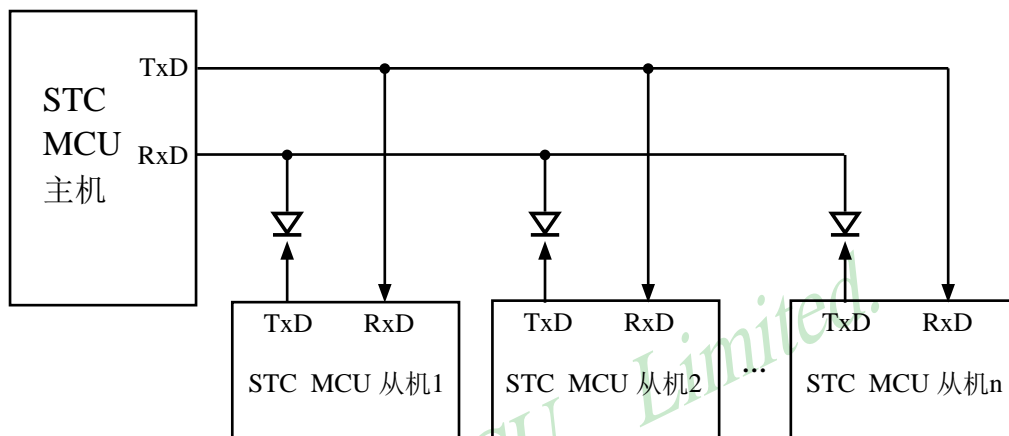 TxD
STC
MCU
RxD
主机
TxD RxD
STC MCU 从机1
TxD RxD
STC MCU 从机2
...
TxD RxD
STC MCU 从机n
Limited.